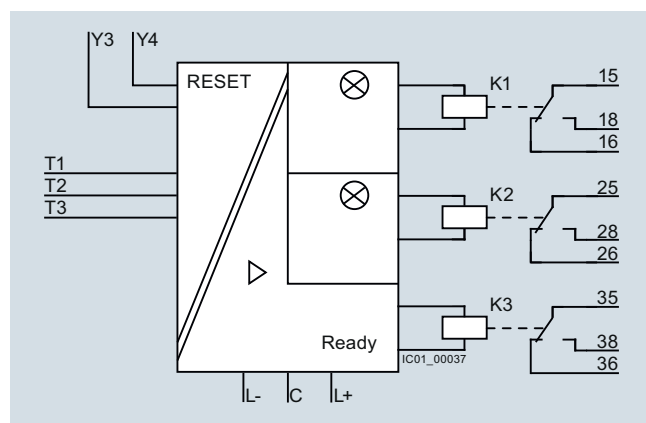 Y3 Y4
RESET
K1
15
18
16
T1
T2
T3
K2
25
28
26
K3
35
Ready
IC01_00037
38
36
L- C L+